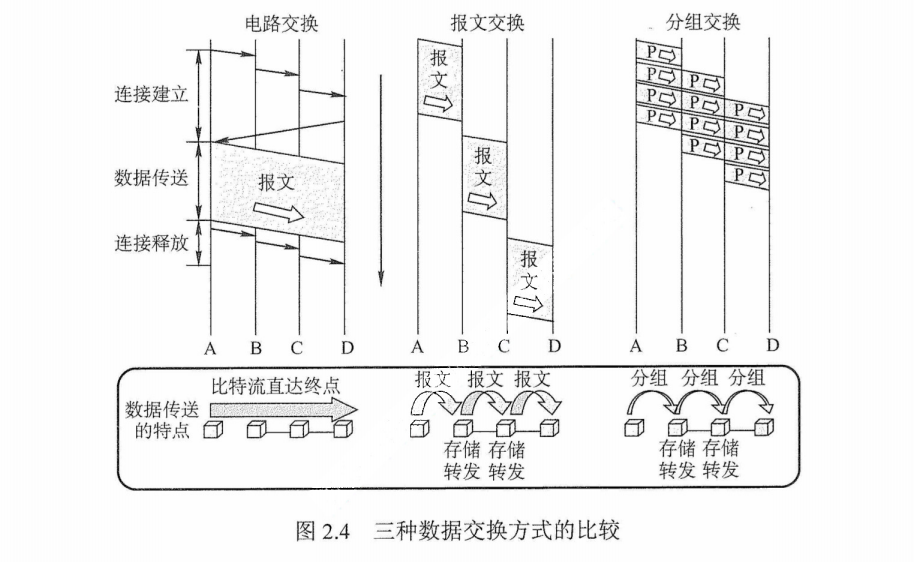 电路交换
报文交换
分组交换
连接建立
数据传送
连接释放
报文
报
文
报
文
报
文
P
P P
P P P
P P P
P P
P
A B C D
A B C D
A B C D
数据传送
的特点
比特流直达终点
报文 报文 报文
存储 存储
转发 转发
分组 分组 分组
存储 存储
转发 转发
图 2.4 三种数据交换方式的比较